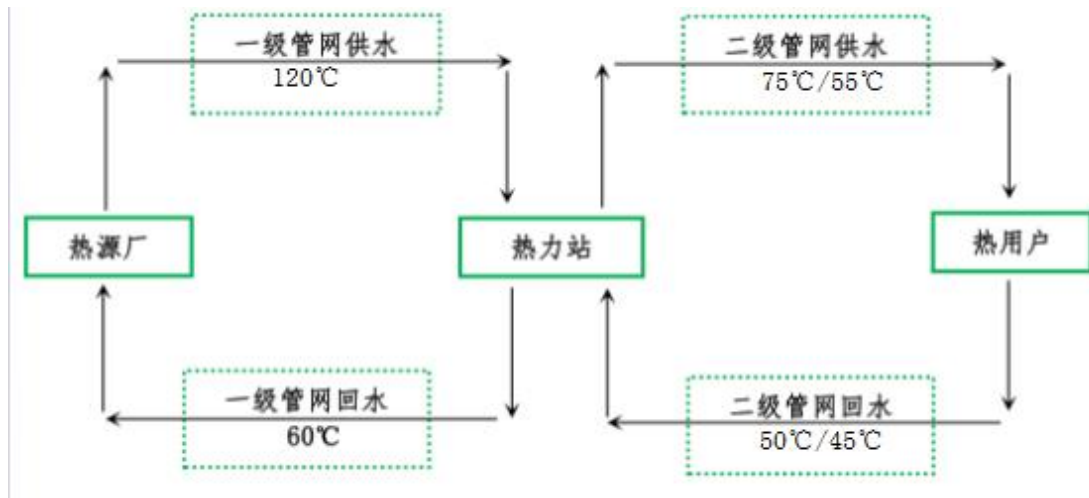 一级管网供水
120℃
二级管网供水
75℃/55℃
热源厂
热力站
热用户
一级管网回水
60℃
二级管网回水
50℃/45℃